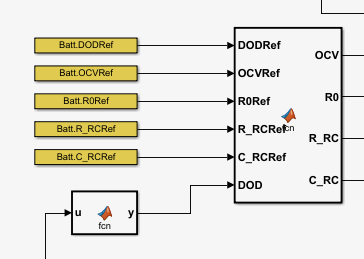 Batt.DODRef
Batt.OCVRef
Batt.R0Ref
Batt.R_RCRef
Batt.C_RCRef
DODRef
OCVRef
R0Ref
R_RCRef
C_RCRef
DOD
fcn
OCV
R0
R_RC
C_RC
u
fcn
y